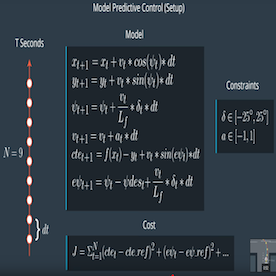 Model Predictive Control (Setup)
T Seconds
N = 9
} dt
Model
x_{t+1} = x_t + v_t * cos(ψ_t) * dt
y_{t+1} = y_t + v_t * sin(ψ_t) * dt
ψ_{t+1} = ψ_t + \frac{v_t}{L_f} * δ_t * dt
v_{t+1} = v_t + a_t * dt
cte_{t+1} = f(x_t) − y_t + v_t * sin(eψ_t) * dt
eψ_{t+1} = ψ_t − ψdes_t + \frac{v_t}{L_f} * δ_t * dt
Constraints
δ ∈ [−25°, 25°]
a ∈ [−1, 1]
Cost
J = Σ_{t=1}^{N} (cte_t − cte_ref)^2 + (eψ_t − eψ_ref)^2 + ...